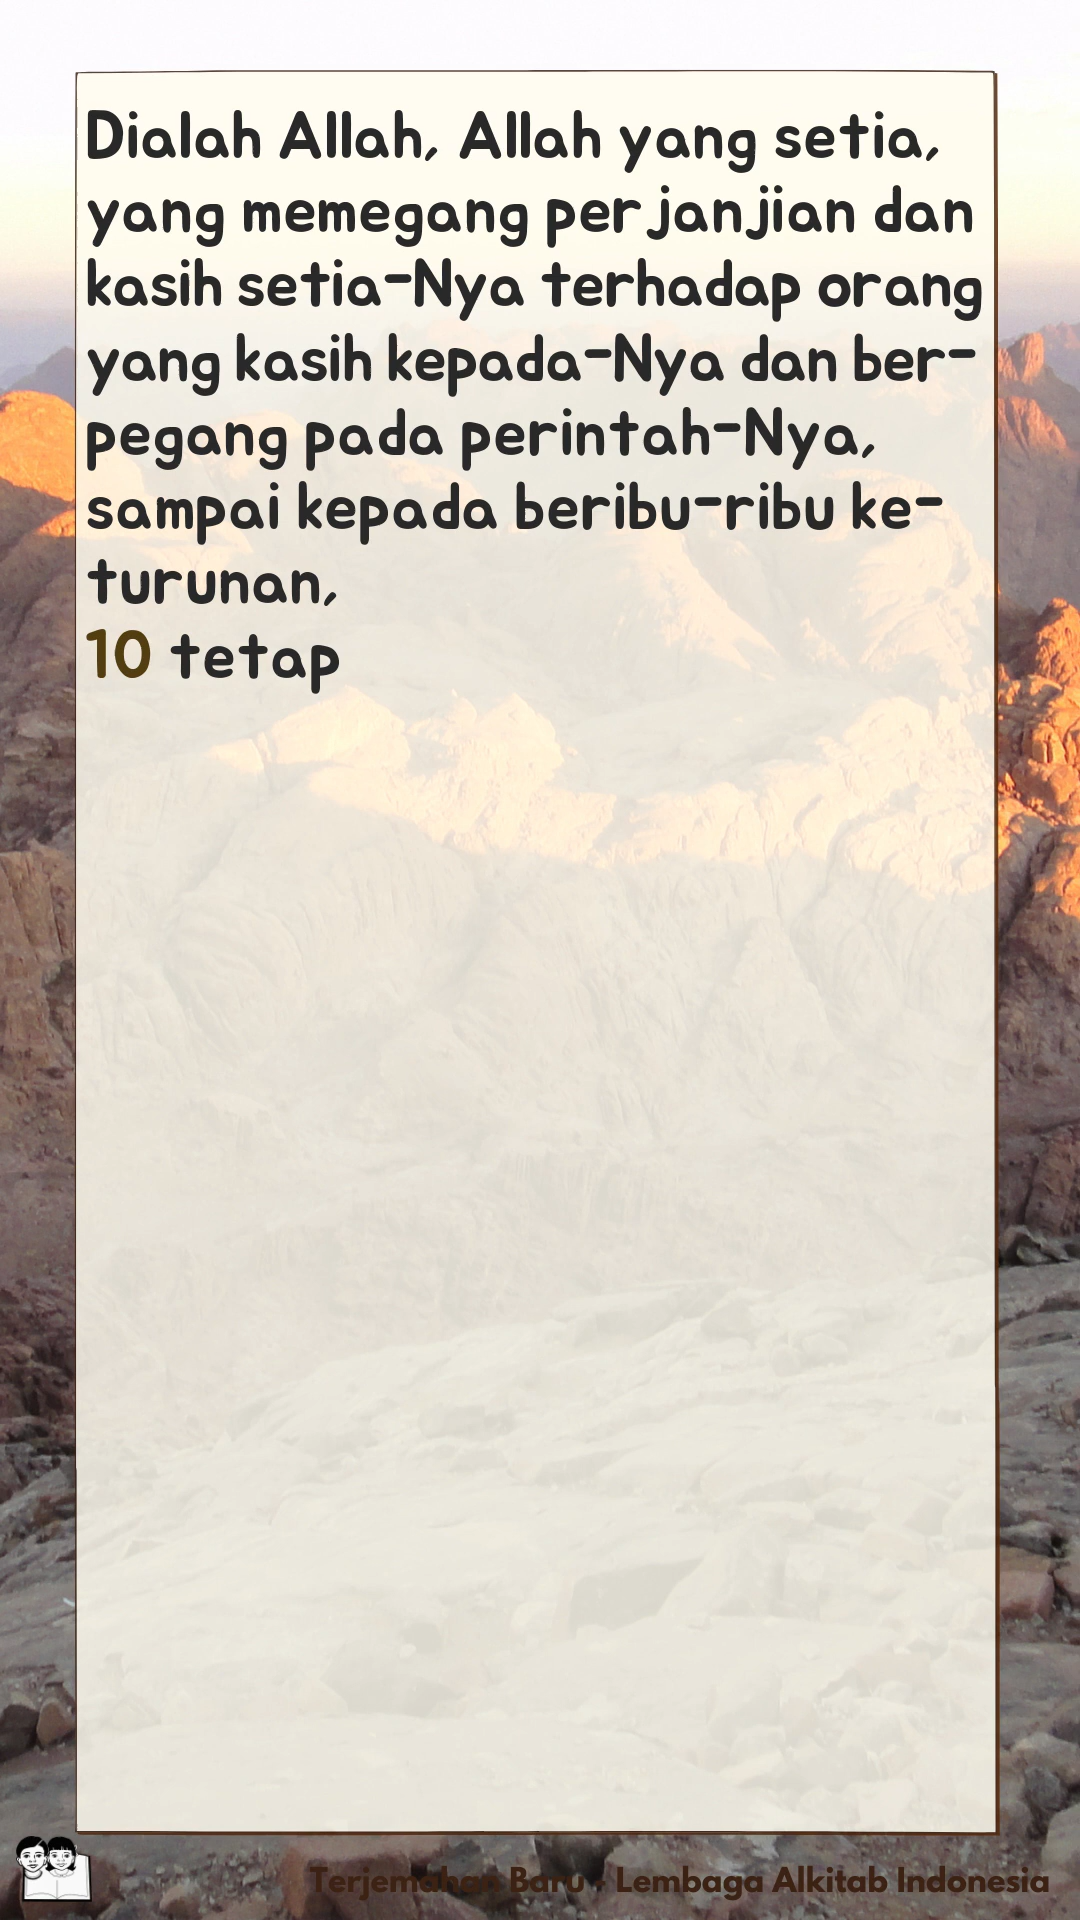 Dialah Allah, Allah yang setia,
yang memegang perjanjian dan
kasih setia-Nya terhadap orang
yang kasih kepada-Nya dan ber-
pegang pada perintah-Nya,
sampai kepada beribu-ribu ke-
turunan,
10 tetap
Terjemahan Baru - Lembaga Alkitab Indonesia